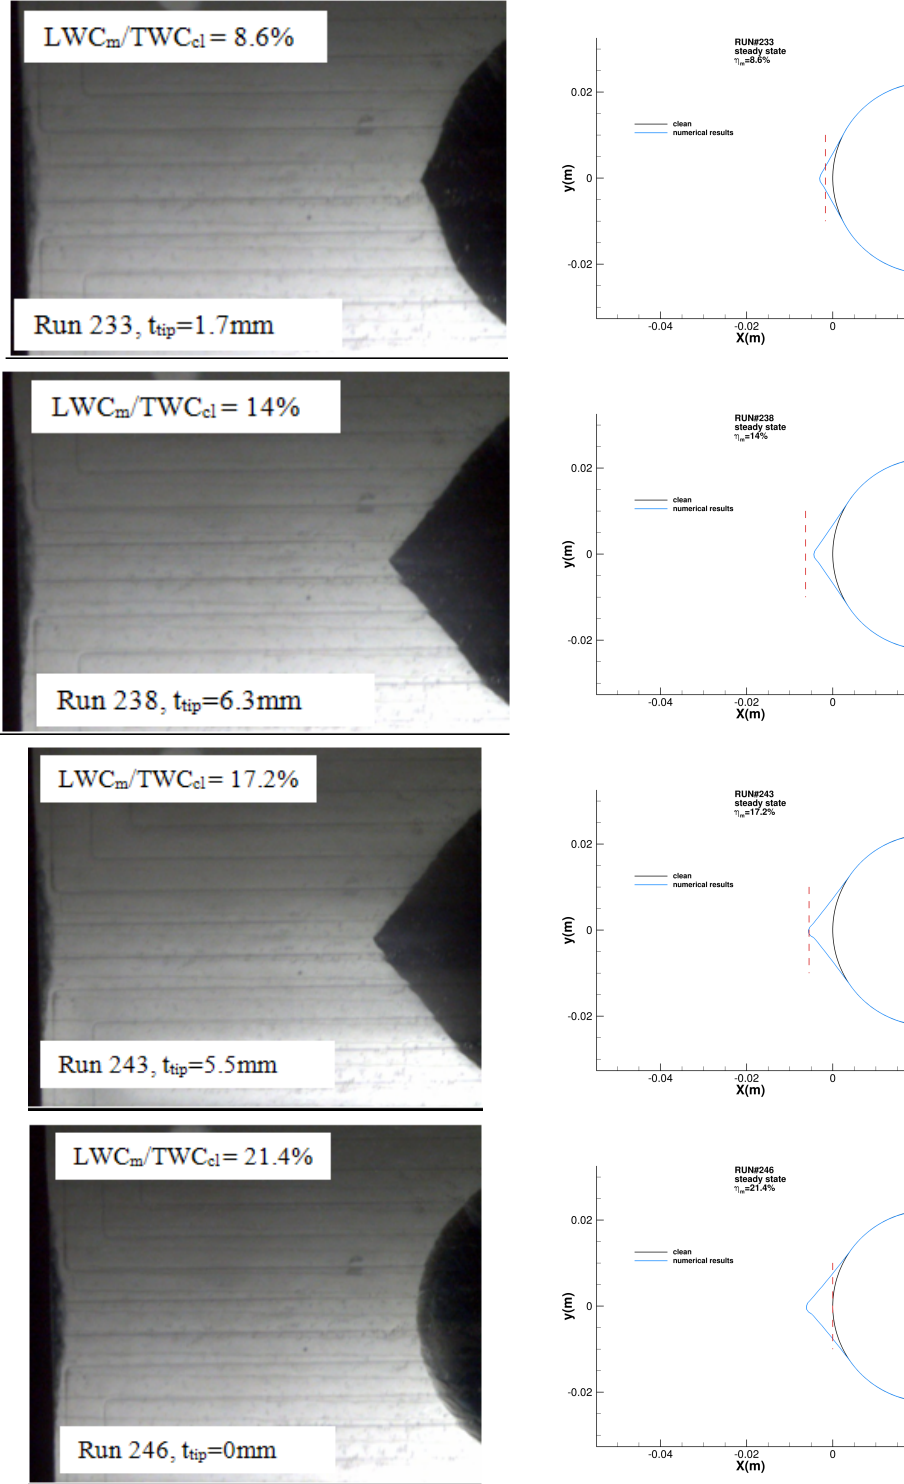 LWCm/TWCcl = 8.6%
Run 233, ttip=1.7mm
RUN#233
steady state
ηm=8.6%
clean
numerical results
y(m)
0.02
0
-0.02
-0.04
-0.02
0
X(m)
LWCm/TWCcl = 14%
Run 238, ttip=6.3mm
RUN#238
steady state
ηm=14%
clean
numerical results
y(m)
0.02
0
-0.02
-0.04
-0.02
0
X(m)
LWCm/TWCcl = 17.2%
Run 243, ttip=5.5mm
RUN#243
steady state
ηm=17.2%
clean
numerical results
y(m)
0.02
0
-0.02
-0.04
-0.02
0
X(m)
LWCm/TWCcl = 21.4%
Run 246, ttip=0mm
RUN#246
steady state
ηm=21.4%
clean
numerical results
y(m)
0.02
0
-0.02
-0.04
-0.02
0
X(m)